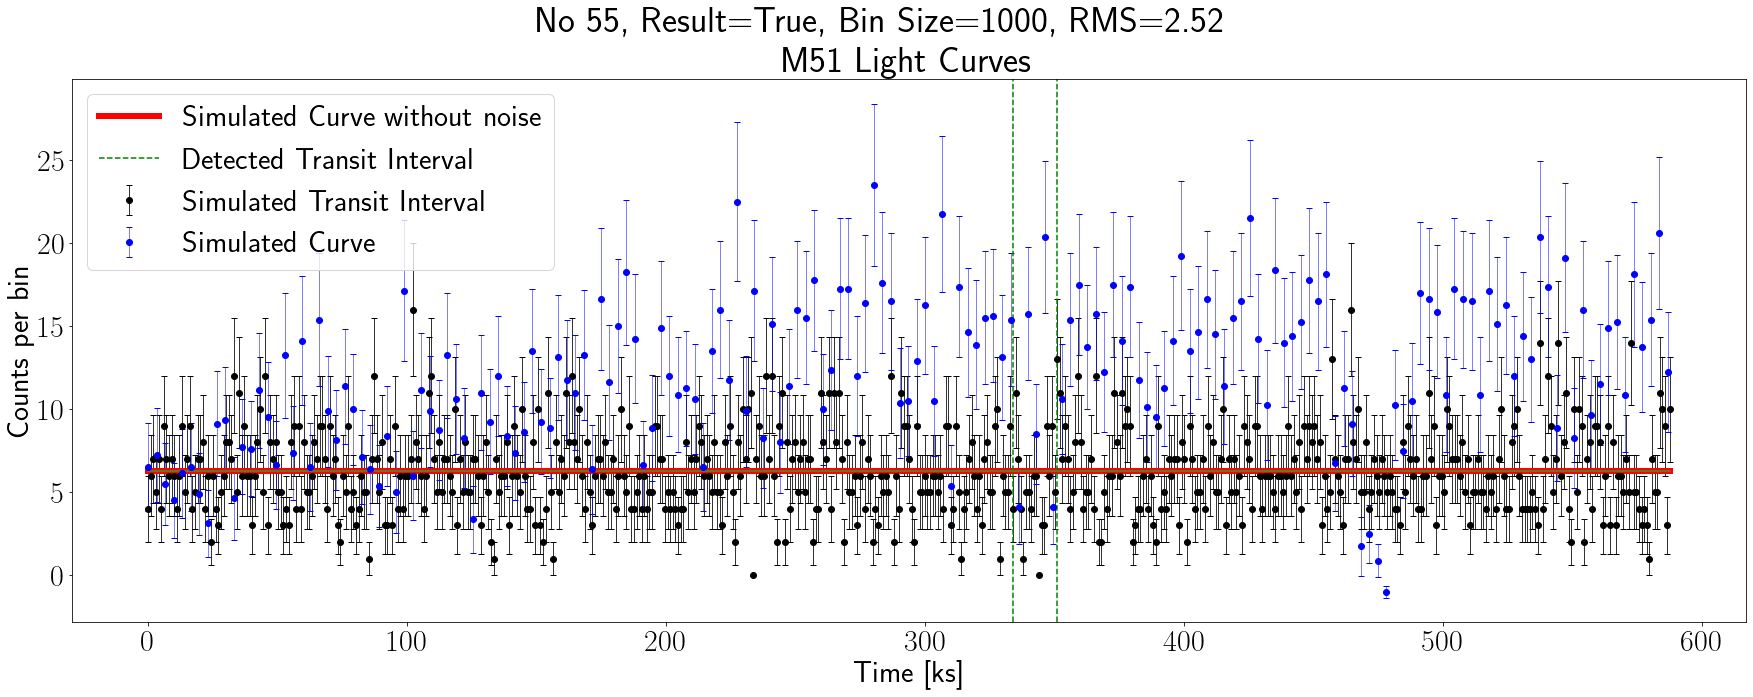 No 55, Result=True, Bin Size=1000, RMS=2.52
M51 Light Curves
Simulated Curve without noise
Detected Transit Interval
Simulated Transit Interval
Simulated Curve
Counts per bin
25
20
15
10
5
0
0 100 200 300 400 500 600
Time [ks]